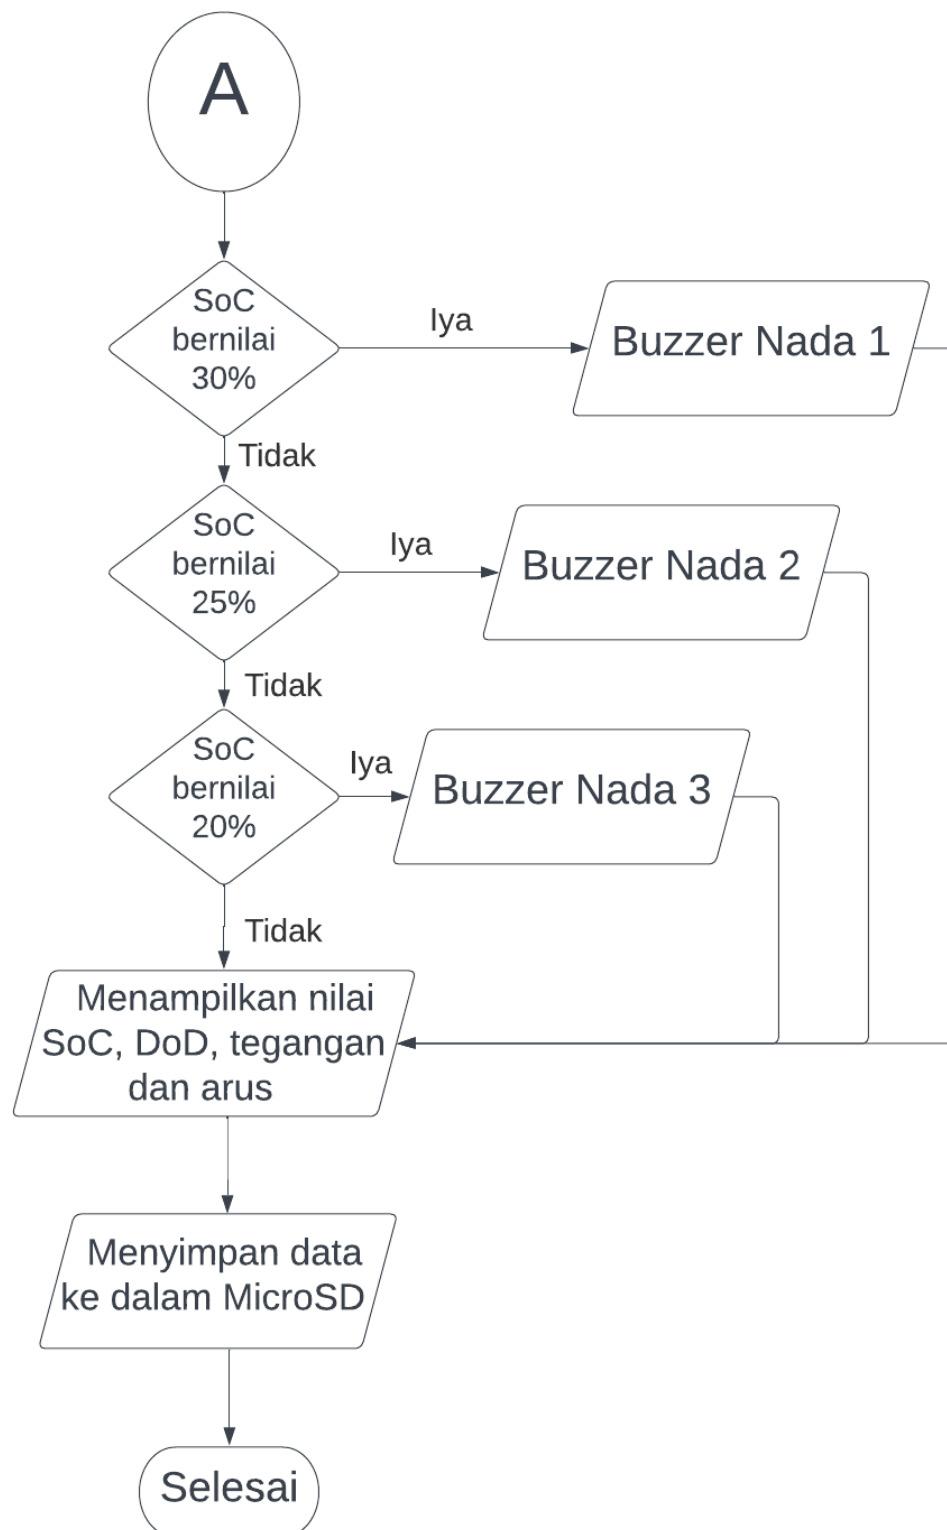 A
SoC
bernilai
30%
Iya
Buzzer Nada 1
Tidak
SoC
bernilai
25%
Iya
Buzzer Nada 2
Tidak
SoC
bernilai
20%
Iya
Buzzer Nada 3
Tidak
Menampilkan nilai
SoC, DoD, tegangan
dan arus
Menyimpan data
ke dalam MicroSD
Selesai